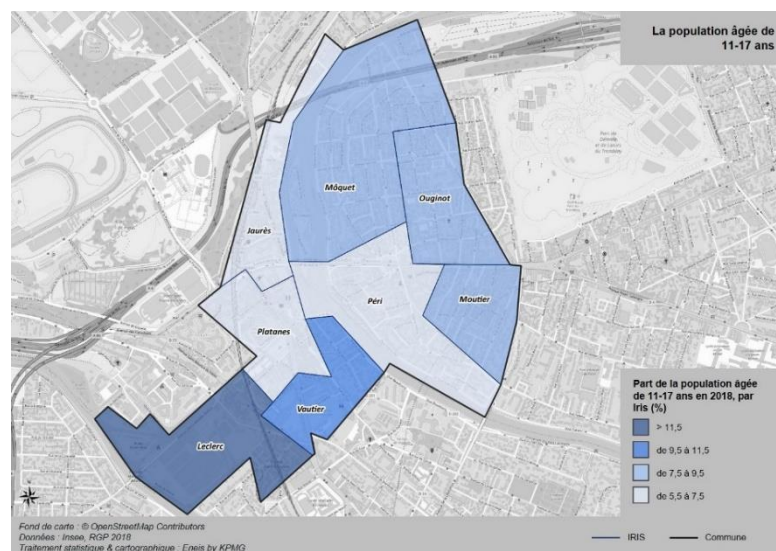 La population âgée de
11-17 ans
Môquet
Ouginot
Jaurès
Péri
Moutier
Platanes
Vautier
Leclerc
Part de la population âgée
de 11-17 ans en 2018, par
Iris (%)
> 11,5
de 9,5 à 11,5
de 7,5 à 9,5
de 5,5 à 7,5
Fond de carte : © OpenStreetMap Contributors
Données : Insee, RGP 2018
Traitement statistique & cartographique : Eneis by KPMG
IRIS
Commune